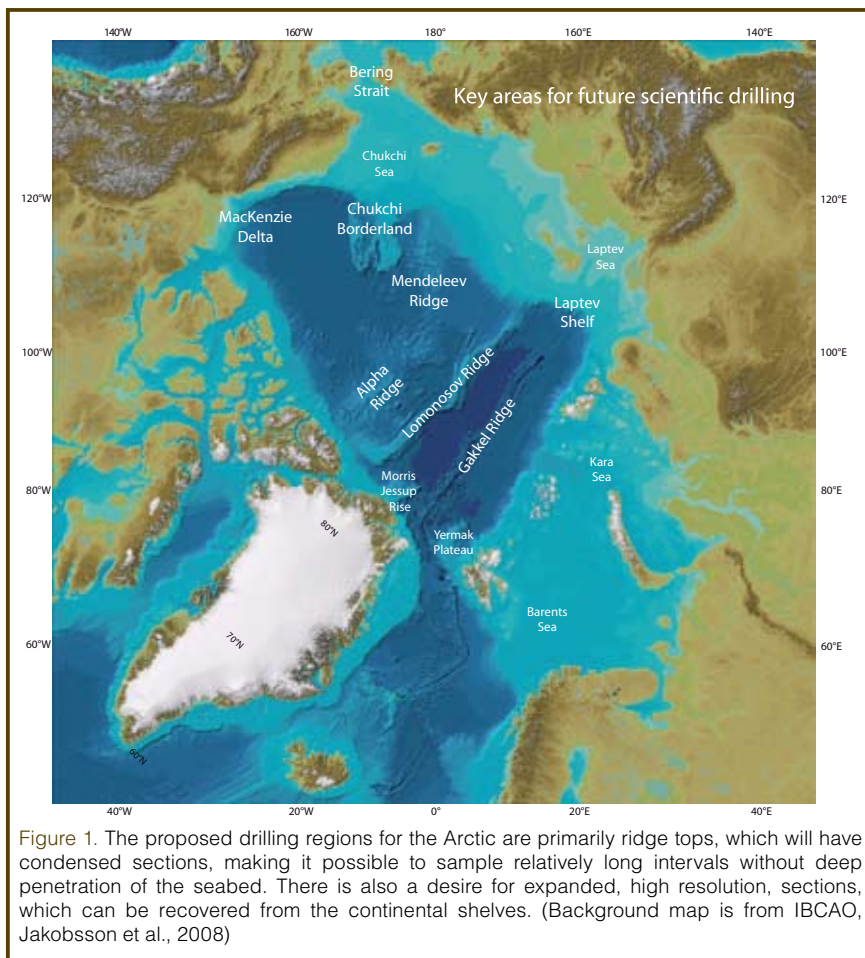 140°W 160°W 180° 160°E 140°E
Bering
Strait
Key areas for future scientific drilling
Chukchi
Sea
120°W
120°E
MacKenzie
Delta
Chukchi
Borderland
Laptev
Sea
Mendeleev
Ridge
Laptev
Shelf
100°W
100°E
Alpha
Ridge
Lomonosov Ridge
Gakkel Ridge
Kara
Sea
Morris
Jessup
Rise
80°W
80°E
80°N
Yermak
Plateau
Barents
Sea
70°N
60°W
60°E
60°N
40°W 20°W 0° 20°E 40°E
Figure 1. The proposed drilling regions for the Arctic are primarily ridge tops, which will have
condensed sections, making it possible to sample relatively long intervals without deep
penetration of the seabed. There is also a desire for expanded, high resolution, sections,
which can be recovered from the continental shelves. (Background map is from IBCAO,
Jakobsson et al., 2008)